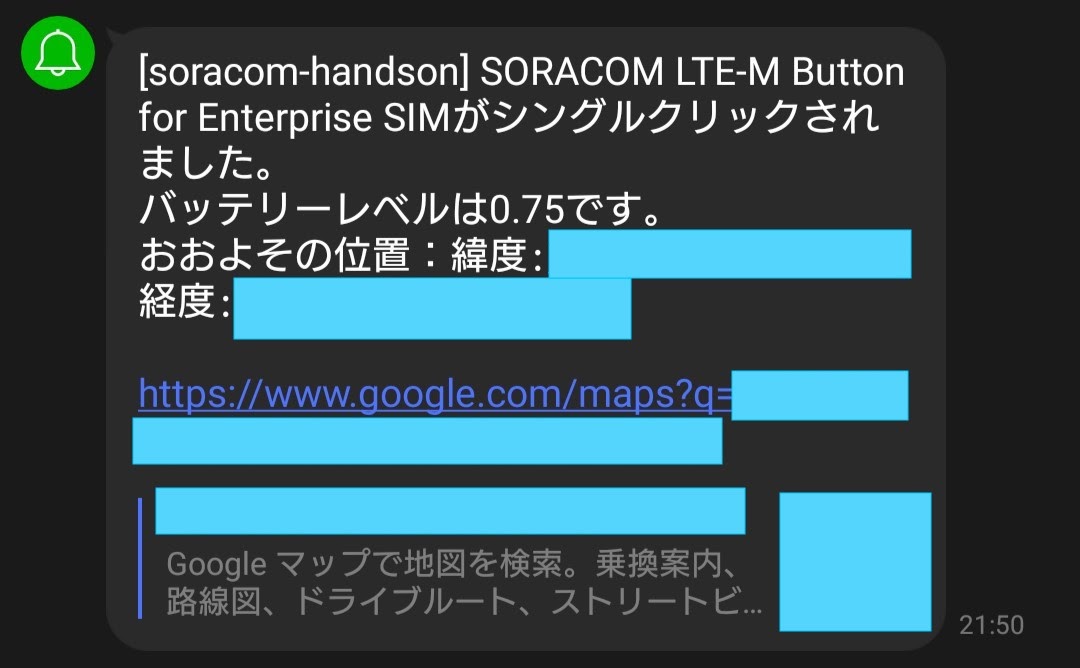 [soracom-handson] SORACOM LTE-M Button
for Enterprise SIMがシングルクリックされ
ました。
バッテリーレベルは0.75です。
おおよその位置：緯度:
経度:
https://www.google.com/maps?q=
Google マップで地図を検索。乗換案内、
路線図、ドライブルート、ストリートビ...
21:50